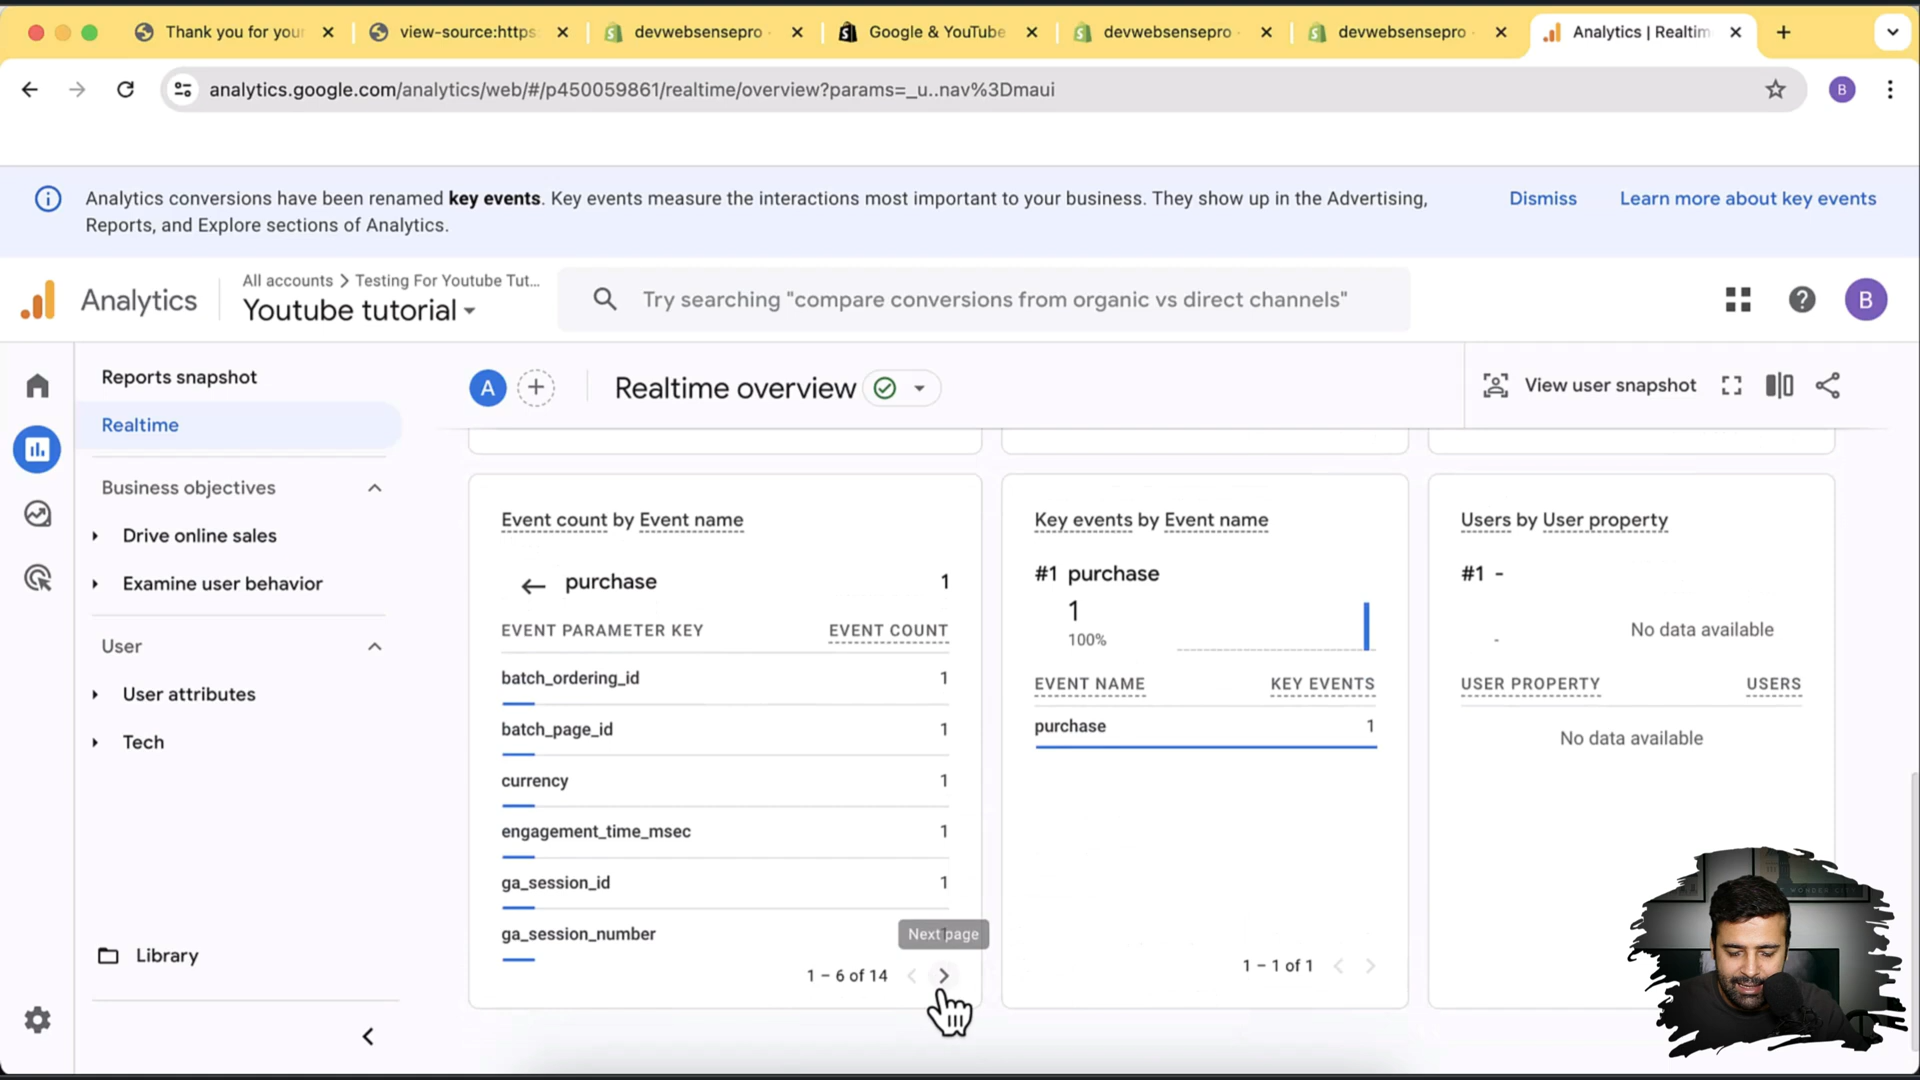 Thank you for your
view-source:https:
devwebsensepro
Google & YouTube
devwebsensepro
devwebsensepro
Analytics | Realtim
analytics.google.com/analytics/web/#/p450059861/realtime/overview?params=_u..nav%3Dmaui
B
Analytics conversions have been renamed key events. Key events measure the interactions most important to your business. They show up in the Advertising,
Reports, and Explore sections of Analytics.
Dismiss
Learn more about key events
Analytics
All accounts > Testing For Youtube Tut...
Youtube tutorial
Try searching "compare conversions from organic vs direct channels"
B
Reports snapshot
Realtime
Business objectives
Drive online sales
Examine user behavior
User
User attributes
Tech
Library
A
Realtime overview
View user snapshot
Event count by Event name
purchase 1
EVENT PARAMETER KEY EVENT COUNT
batch_ordering_id 1
batch_page_id 1
currency 1
engagement_time_msec 1
ga_session_id 1
ga_session_number
Next page
1 – 6 of 14
Key events by Event name
#1 purchase
1
100%
EVENT NAME KEY EVENTS
purchase 1
1 – 1 of 1
Users by User property
#1 -
- No data available
USER PROPERTY USERS
No data available